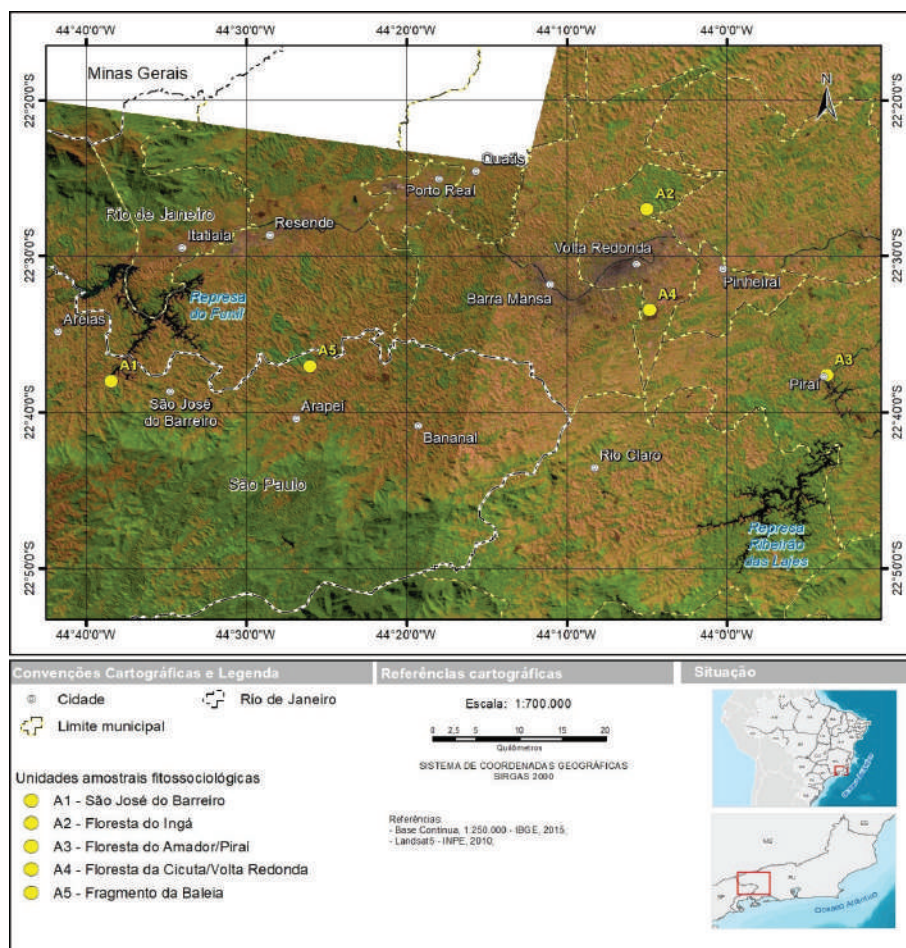 44°40'0"W 44°30'0"W 44°20'0"W 44°10'0"W 44°0'0"W
Minas Gerais
N
22°20'0"S 22°20'0"S
Quatis
Porto Real
A2
Rio de Janeiro
Resende
Itatiaia
Volta Redonda
22°30'0"S 22°30'0"S
Pinheiral
Represa
do Funil
Barra Mansa
A4
Areias
A1
A5
A3
Piraí
São José
do Barreiro
Arapeí
22°40'0"S 22°40'0"S
Bananal
Rio Claro
São Paulo
Represa
Ribeirão
das Lajes
22°50'0"S 22°50'0"S
44°40'0"W 44°30'0"W 44°20'0"W 44°10'0"W 44°0'0"W
Convenções Cartográficas e Legenda
Cidade
Rio de Janeiro
Limite municipal
Unidades amostrais fitossociológicas
A1 - São José do Barreiro
A2 - Floresta do Ingá
A3 - Floresta do Amador/Piraí
A4 - Floresta da Cicuta/Volta Redonda
A5 - Fragmento da Baleia
Referências cartográficas
Escala: 1:700.000
0 2,5 5 10 15 20
Quilômetros
SISTEMA DE COORDENADAS GEOGRÁFICAS
SIRGAS 2000
Referências:
- Base Contínua, 1:250.000 - IBGE, 2015;
- Landsat5 - INPE, 2010;
Situação
Oceano Atlântico
MG
ES
RJ
SP
Oceano Atlântico